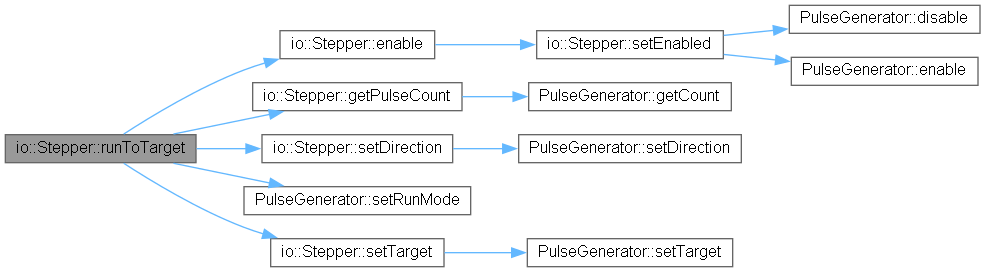 io::Stepper::runToTarget
io::Stepper::enable
io::Stepper::setEnabled
PulseGenerator::disable
PulseGenerator::enable
io::Stepper::getPulseCount
PulseGenerator::getCount
io::Stepper::setDirection
PulseGenerator::setDirection
PulseGenerator::setRunMode
io::Stepper::setTarget
PulseGenerator::setTarget